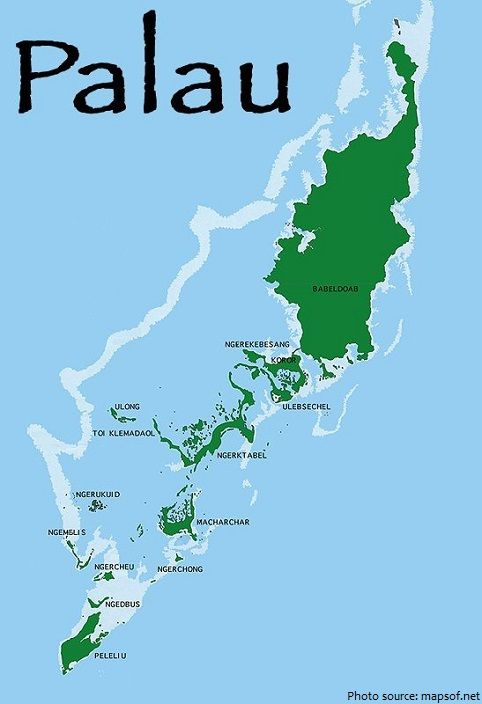 Palau
BABELDOAB
NGEREKEBESANG
KOROR
ULONG
ULEBSECHEL
TOI KLEMADAOL
NGERKTABEL
NGERUKUID
MACHARCHAR
NGEMELIS
NGERCHEU
NGERCHONG
NGEDBUS
PELELIU
Photo source: mapsof.net